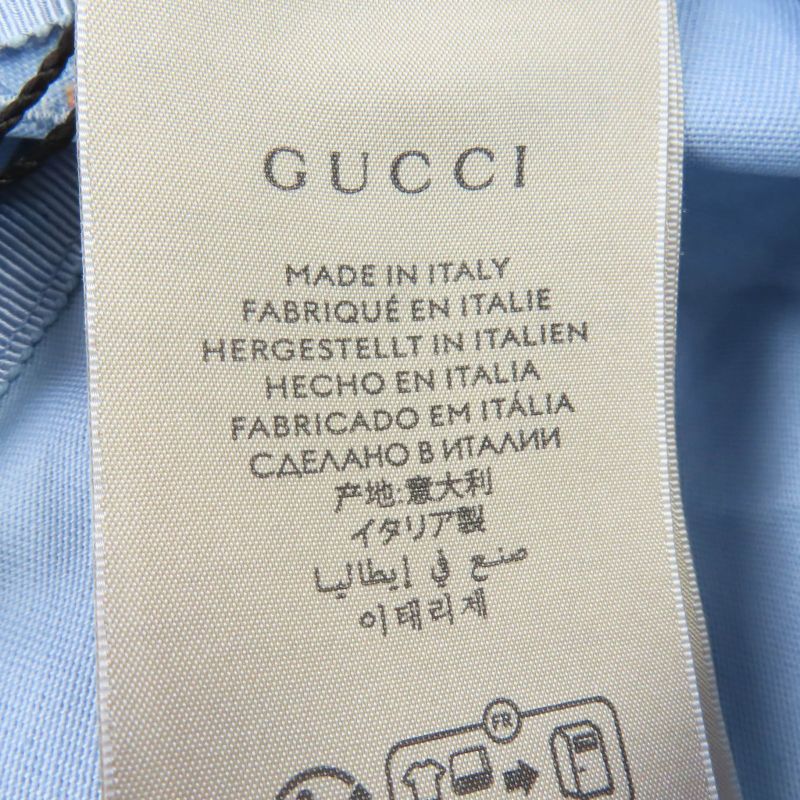 GUCCI
MADE IN ITALY
FABRIQUÉ EN ITALIE
HERGESTELLT IN ITALIEN
HECHO EN ITALIA
FABRICADO EM ITÁLIA
СДЕЛАНО В ИТАЛИИ
产地:意大利
イタリア製
صنع في إيطاليا
이태리제
FR